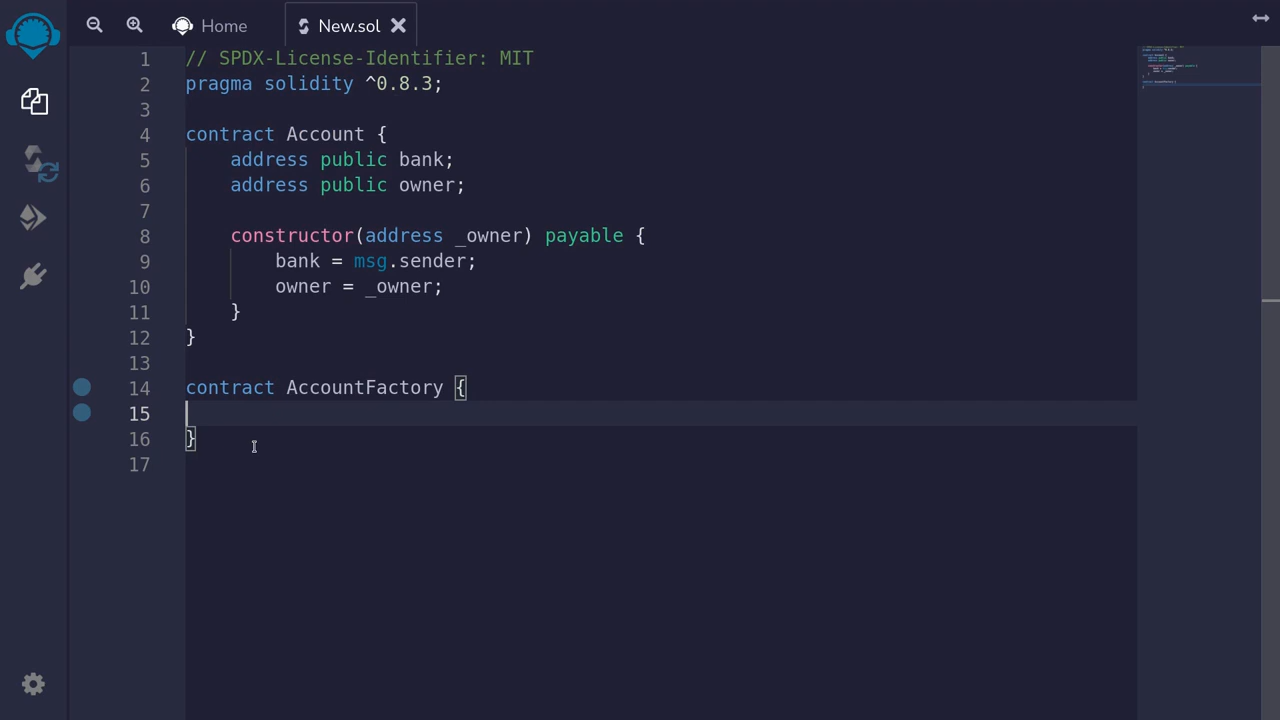 Home
New.sol
1 // SPDX-License-Identifier: MIT
2 pragma solidity ^0.8.3;
3
4 contract Account {
5     address public bank;
6     address public owner;
7
8     constructor(address _owner) payable {
9         bank = msg.sender;
10         owner = _owner;
11     }
12 }
13
14 contract AccountFactory {
15
16 }
17